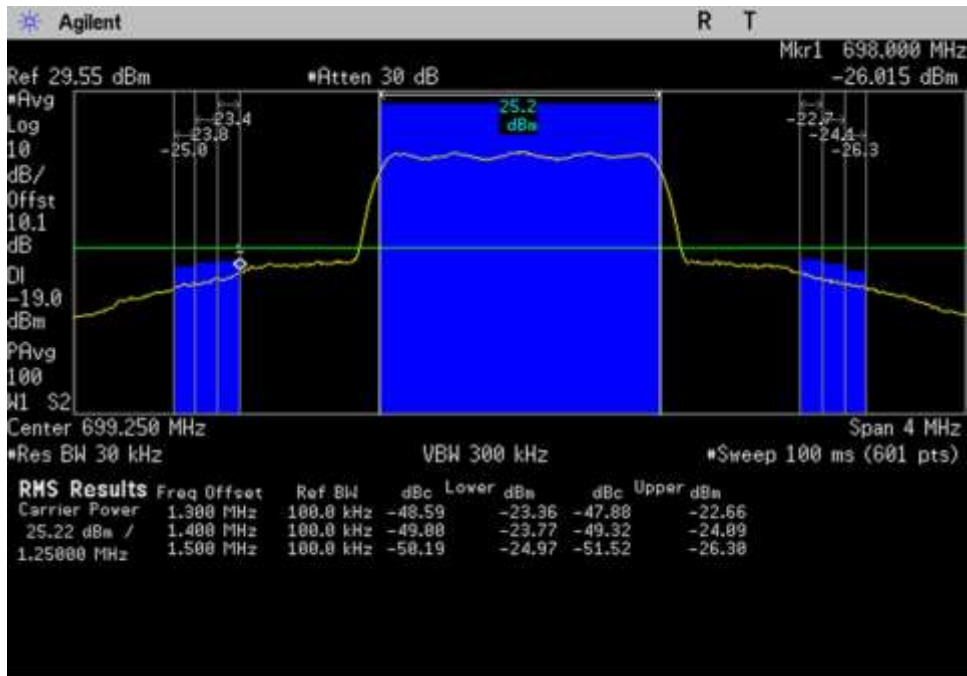 Agilent R T
Mkr1 698.000 MHz
Ref 29.55 dBm #Atten 30 dB -26.015 dBm
#Avg
Log
10
dB/
Offst
10.1
dB
DI
-19.0
dBm
PAvg
100
W1 S2
25.2
dBm
-23.4
-23.8
-25.0
-22.7
-24.1
-26.3
Center 699.250 MHz Span 4 MHz
#Res BW 30 kHz VBW 300 kHz #Sweep 100 ms (601 pts)
RMS Results Freq Offset Ref BW dBc Lower dBm dBc Upper dBm
Carrier Power 1.300 MHz 100.0 kHz -48.59 -23.36 -47.88 -22.66
25.22 dBm / 1.400 MHz 100.0 kHz -49.00 -23.77 -49.32 -24.09
1.25000 MHz 1.500 MHz 100.0 kHz -50.19 -24.97 -51.52 -26.30